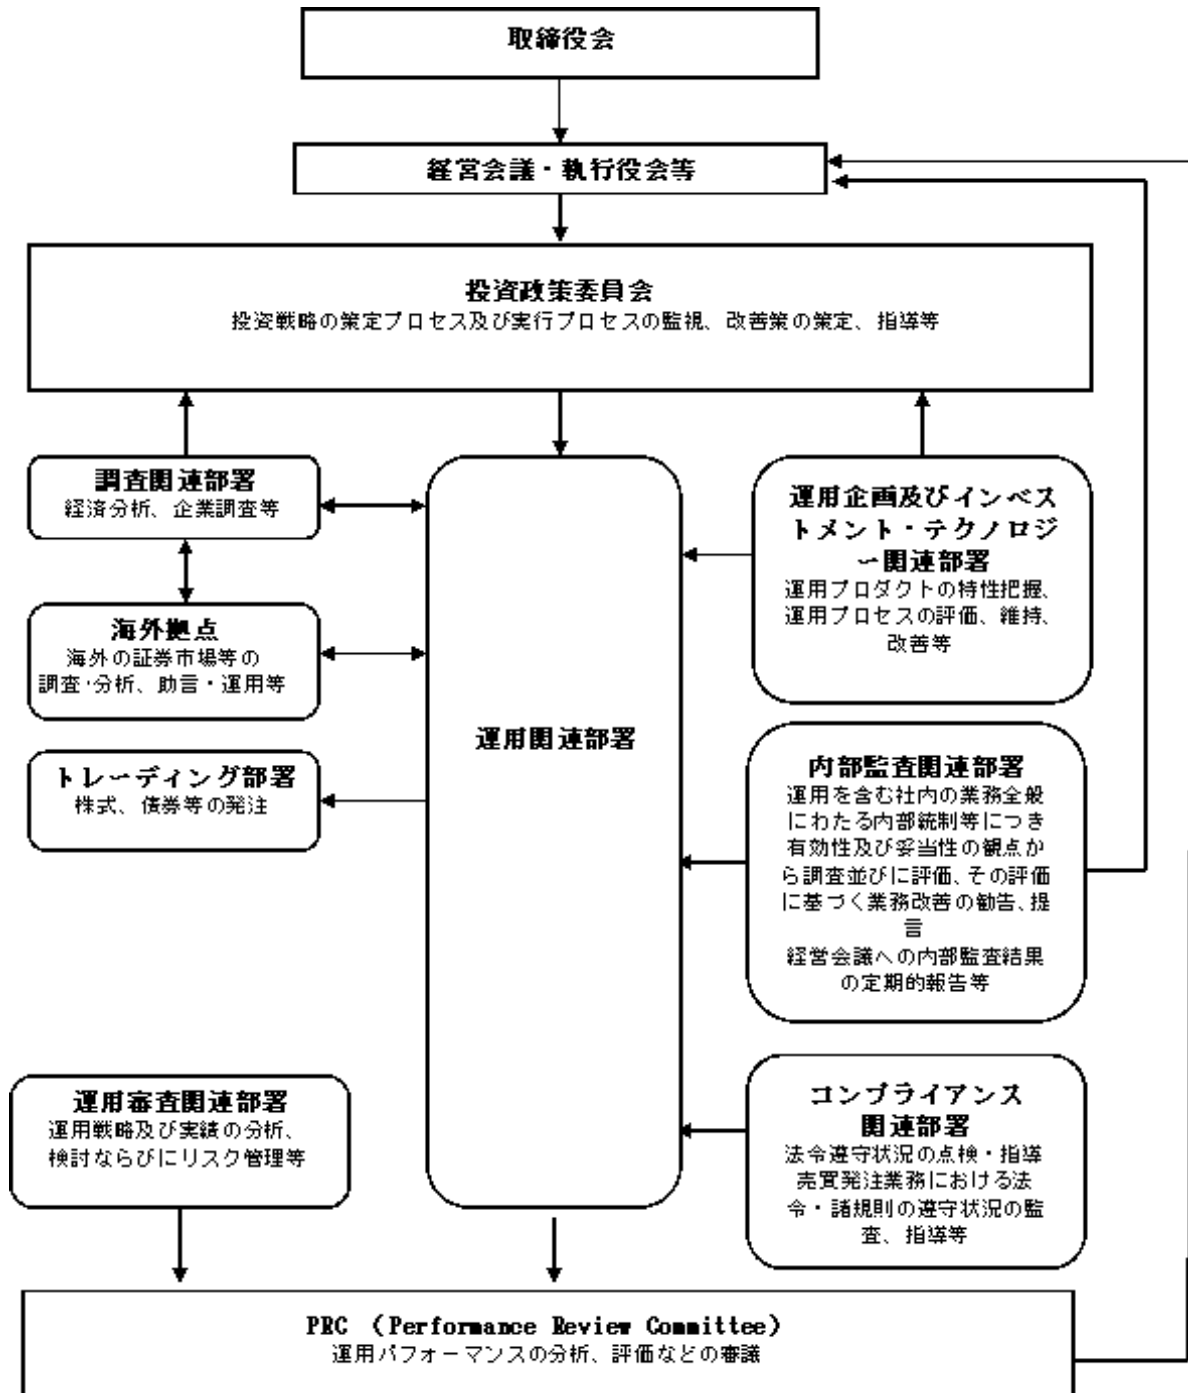 取締役会
経営会議・執行役会等
投資政策委員会
投資戦略の策定プロセス及び実行プロセスの監視、改善策の策定、指導等
調査関連部署
経済分析、企業調査等
海外拠点
海外の証券市場等の
調査・分析、助言・運用等
トレーディング部署
株式、債券等の発注
運用関連部署
運用企画及びインベス
トメント・テクノロジ
ー関連部署
運用プロダクトの特性把握、
運用プロセスの評価、維持、
改善等
内部監査関連部署
運用を含む社内の業務全般
にわたる内部統制等につき
有効性及び妥当性の観点か
ら調査並びに評価、その評価
に基づく業務改善の勧告、提
言
経営会議への内部監査結果
の定期的報告等
運用審査関連部署
運用戦略及び実績の分析、
検討ならびにリスク管理等
コンプライアンス
関連部署
法令遵守状況の点検・指導
売買発注業務における法
令・諸規則の遵守状況の監
査、指導等
PRC （Performance Review Committee）
運用パフォーマンスの分析、評価などの審議